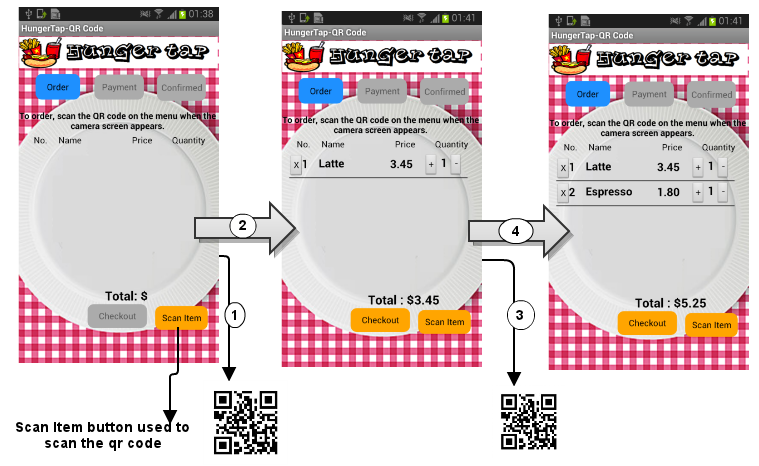 01:38
HungerTap-QR Code
Hunger tap
Order Payment Confirmed
To order, scan the QR code on the menu when the
camera screen appears.
No. Name Price Quantity
Total: $
Checkout Scan Item
Scan Item button used to
scan the qr code
1
2
01:41
HungerTap-QR Code
Hunger tap
Order Payment Confirmed
To order, scan the QR code on the menu when the
camera screen appears.
No. Name Price Quantity
x 1 Latte 3.45 + 1 -
Total : $3.45
Checkout Scan Item
3
4
01:41
HungerTap-QR Code
Hunger tap
Order Payment Confirmed
To order, scan the QR code on the menu when the
camera screen appears.
No. Name Price Quantity
x 1 Latte 3.45 + 1 -
x 2 Espresso 1.80 + 1 -
Total : $5.25
Checkout Scan Item